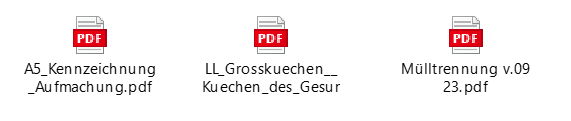 PDF
PDF
PDF
A5_Kennzeichnung
_Aufmachung.pdf
LL_Grosskuechen__
Kuechen_des_Gesur
Mülltrennung v.09
23.pdf